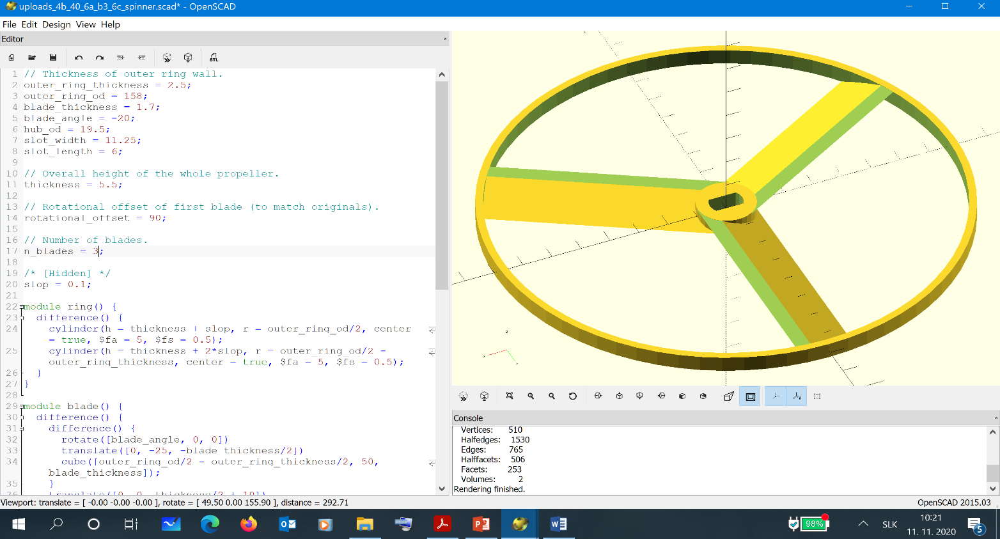 uploads_4b_40_6a_b3_6c_spinner.scad* - OpenSCAD
File Edit Design View Help
Editor
STL
1 // Thickness of outer ring wall.
2 outer_ring_thickness = 2.5;
3 outer_ring_od = 158;
4 blade_thickness = 1.7;
5 blade_angle = -20;
6 hub_od = 19.5;
7 slot_width = 11.25;
8 slot_length = 6;
9
10 // Overall height of the whole propeller.
11 thickness = 5.5;
12
13 // Rotational offset of first blade (to match originals).
14 rotational_offset = 90;
15
16 // Number of blades.
17 n_blades = 3;
18
19 /* [Hidden] */
20 slop = 0.1;
21
22 module ring() {
23 difference() {
24 cylinder(h = thickness + slop, r = outer_ring_od/2, center
= true, $fa = 5, $fs = 0.5);
25 cylinder(h = thickness + 2*slop, r = outer_ring_od/2 -
outer_ring_thickness, center = true, $fa = 5, $fs = 0.5);
26 }
27 }
28
29 module blade() {
30 difference() {
31 difference() {
32 rotate([blade_angle, 0, 0])
33 translate([0, -25, -blade_thickness/2])
34 cube([outer_ring_od/2 - outer_ring_thickness/2, 50,
blade_thickness]);
35 }
36 translate([0, 0, thickness/2 + 10])
z
x
y
Console
Vertices: 510
Halfedges: 1530
Edges: 765
Halffacets: 506
Facets: 253
Volumes: 2
Rendering finished.
Viewport: translate = [ -0.00 -0.00 -0.00 ], rotate = [ 49.50 0.00 155.90 ], distance = 292.71
OpenSCAD 2015.03
98%
SLK
10:21
11. 11. 2020
5